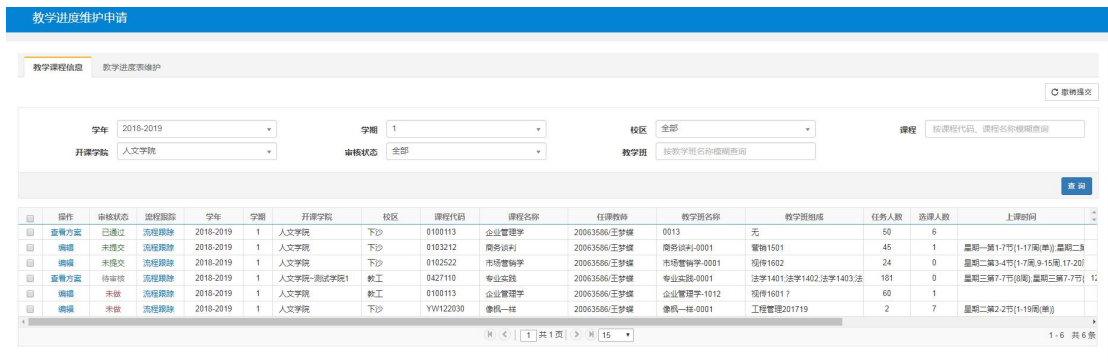 教学进度维护申请
教学课程信息 教学进度表维护
撤销提交
学年 2018-2019 学期 1 校区 全部 课程 按课程代码、课程名称模糊查询
开课学院 人文学院 审核状态 全部 教学班 按教学班名称模糊查询
查 询
操作 审核状态 流程跟踪 学年 学期 开课学院 校区 课程代码 课程名称 任课教师 教学班名称 教学班组成 任务人数 选课人数 上课时间
查看方案 已通过 流程跟踪 2018-2019 1 人文学院 下沙 0100113 企业管理学 20063586/王梦蝶 0013 无 50 6
编辑 未提交 流程跟踪 2018-2019 1 人文学院 下沙 0103212 商务谈判 20063586/王梦蝶 商务谈判-0001 营销1501 45 1 星期一第1-7节{1-17周(单)};星期二第
编辑 未提交 流程跟踪 2018-2019 1 人文学院 下沙 0102522 市场营销学 20063586/王梦蝶 市场营销学-0001 视传1602 24 0 星期二第3-4节{1-7周,9-15周,17-20周
查看方案 待审核 流程跟踪 2018-2019 1 人文学院~测试学院1 教工 0427110 专业实践 20063586/王梦蝶 专业实践-0001 法学1401;法学1402;法学1403;法 181 0 星期三第7-7节{8周};星期三第7-7节{ 12
编辑 未做 流程跟踪 2018-2019 1 人文学院 教工 0100113 企业管理学 20063586/王梦蝶 企业管理学-1012 视传1601? 60 1
编辑 未做 流程跟踪 2018-2019 1 人文学院 下沙 YW122030 像枫一样 20063586/王梦蝶 像枫一样-0001 工程管理201719 2 7 星期二第2-2节{1-19周(单)}
1 共1页 15 1-6 共6条